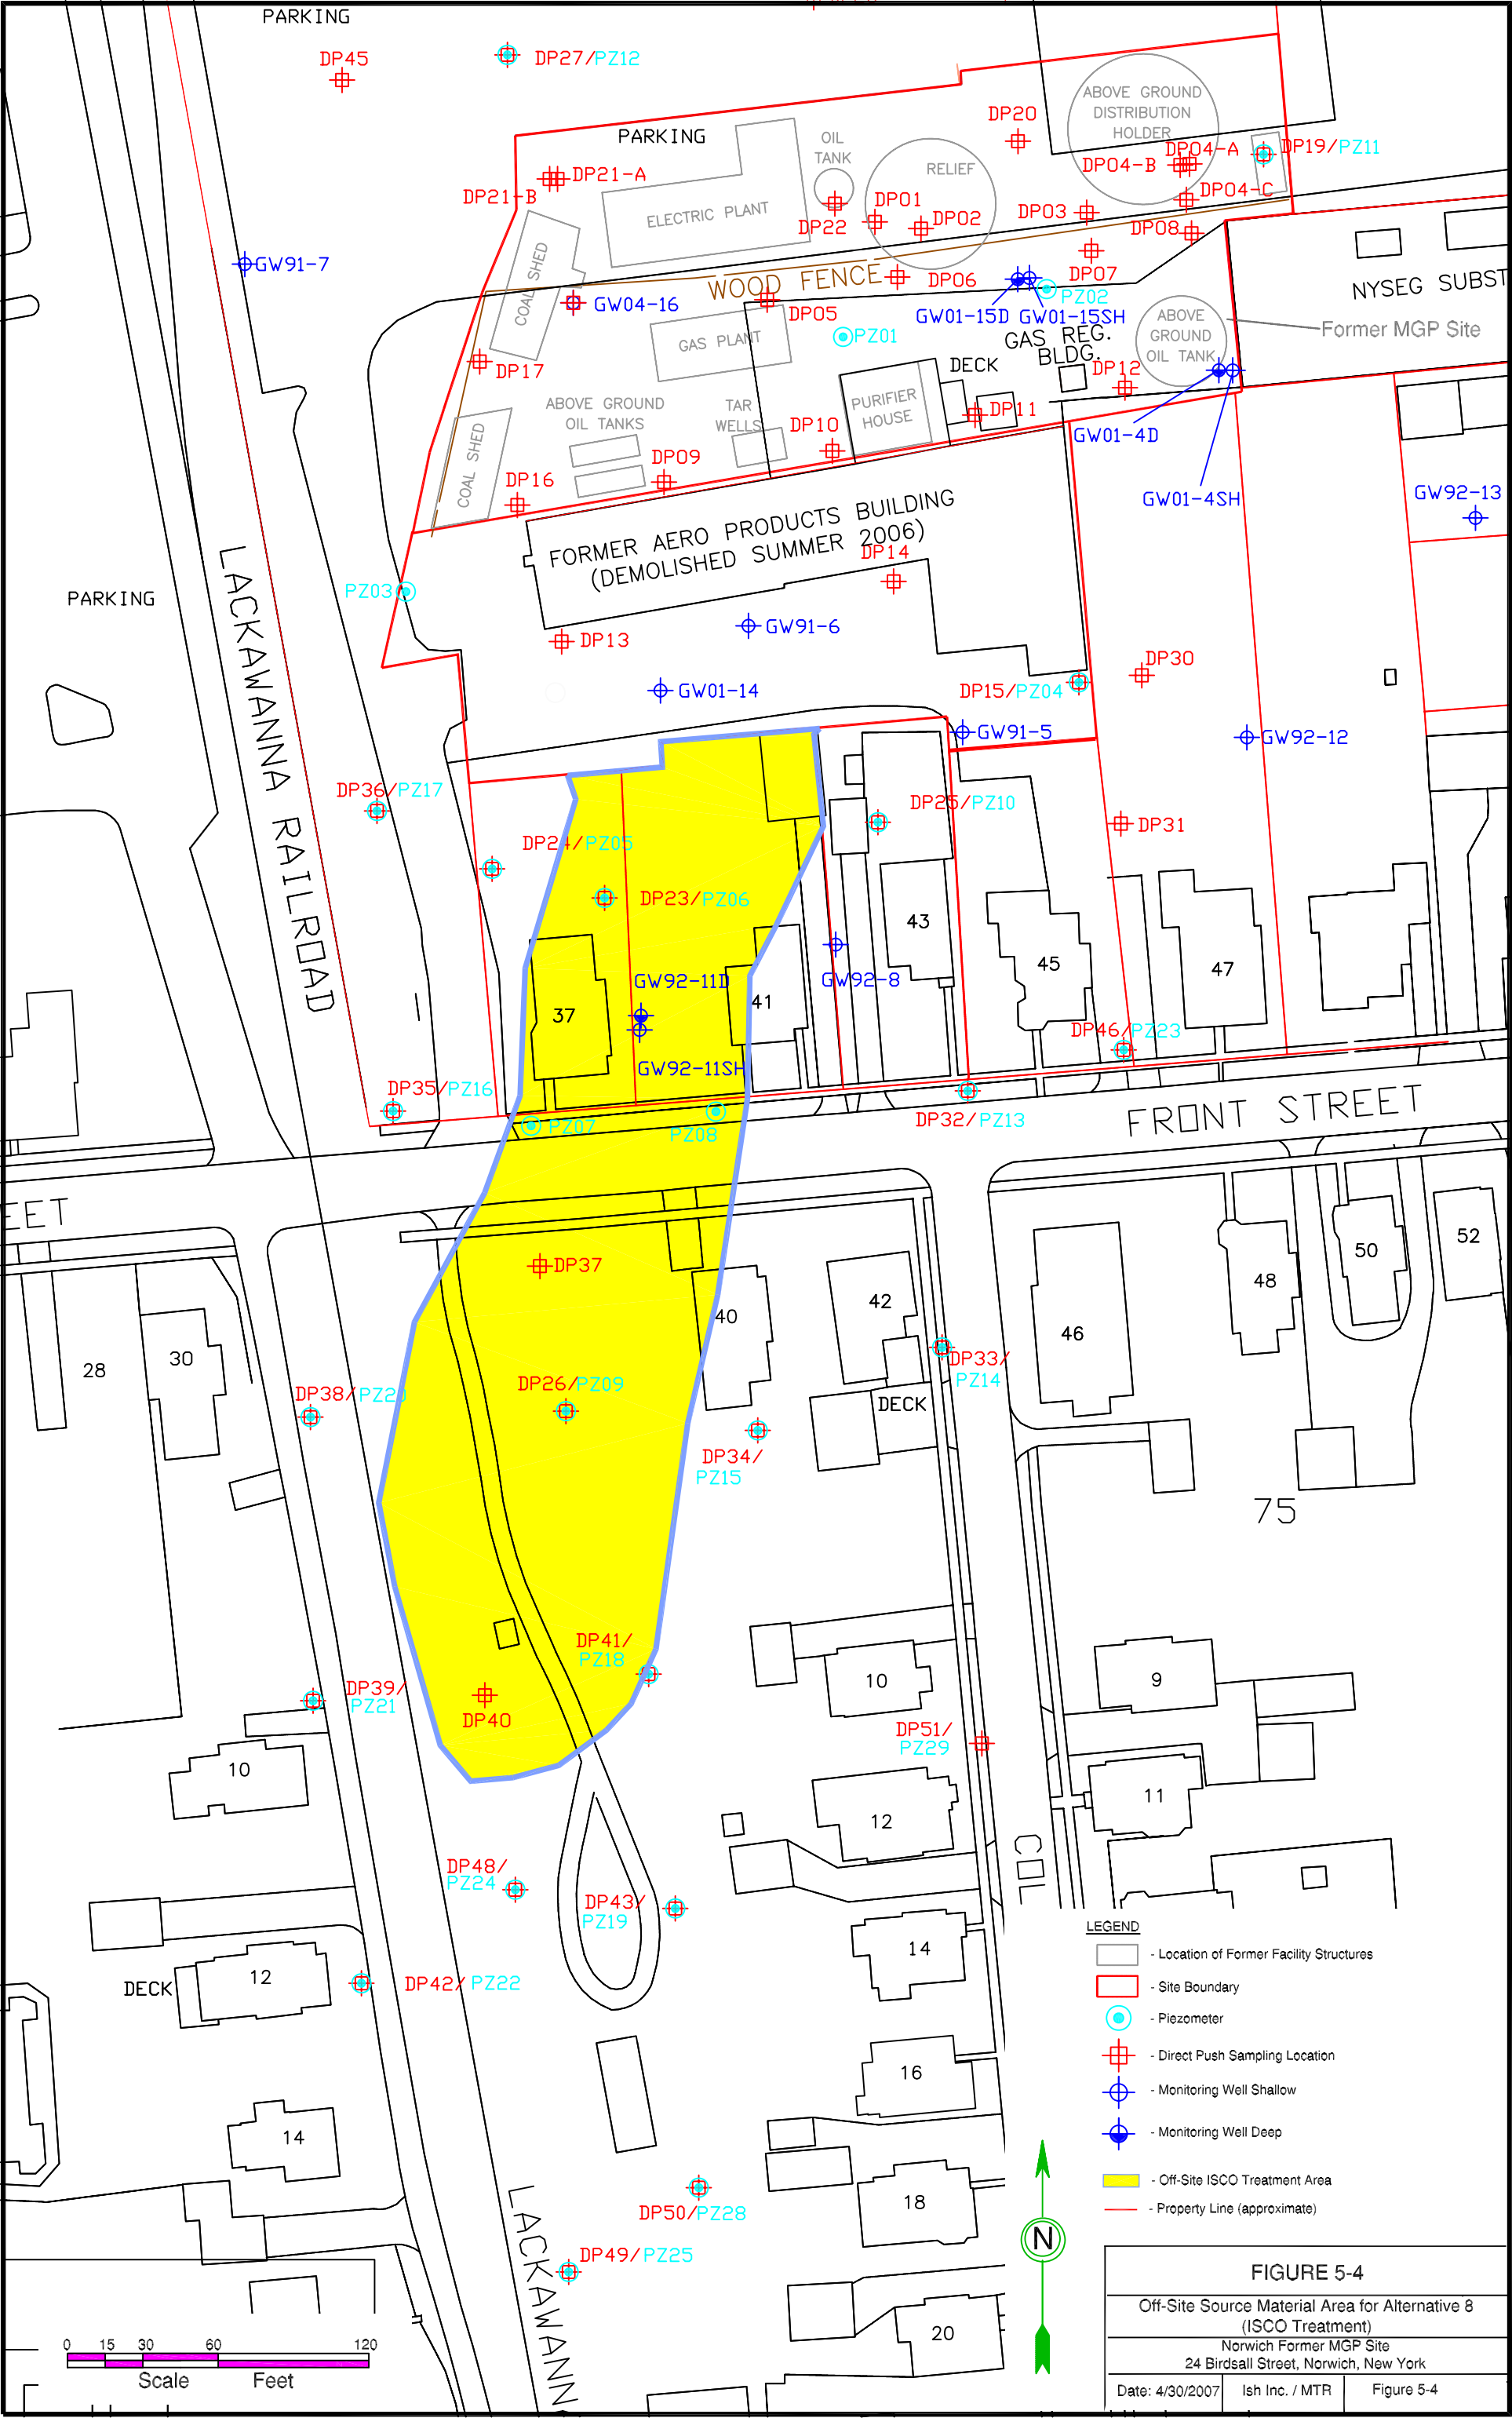 PARKING
DP45
DP27/PZ12
PARKING
ABOVE GROUND
DISTRIBUTION
HOLDER
DP20
OIL
TANK
RELIEF
DP04-A
DP04-B
DP19/PZ11
DP21-A
DP21-B
DP04-C
ELECTRIC PLANT
DP22
DP01
DP02
DP03
DP08
COAL SHED
GW91-7
WOOD FENCE
DP06
DP07
GW04-16
DP05
PZ02
GW01-15D GW01-15SH
NYSEG SUBST
PZ01
GAS PLANT
GAS REG.
BLDG.
ABOVE
GROUND
OIL TANK
Former MGP Site
DP17
DECK
DP12
PURIFIER
HOUSE
ABOVE GROUND
OIL TANKS
TAR
WELLS
DP10
DP11
GW01-4D
COAL SHED
DP09
DP16
GW01-4SH
GW92-13
FORMER AERO PRODUCTS BUILDING
(DEMOLISHED SUMMER 2006)
DP14
PZ03
PARKING
LACKAWANNA RAILROAD
GW91-6
DP13
DP30
GW01-14
DP15/PZ04
GW91-5
GW92-12
DP36/PZ17
DP25/PZ10
DP31
DP24/PZ05
DP23/PZ06
43
45
47
GW92-11D
GW92-8
37
41
DP46/PZ23
GW92-11SH
DP35/PZ16
DP32/PZ13
FRONT STREET
PZ07
PZ08
EET
52
50
48
DP37
42
40
46
30
28
DP33/
PZ14
DP38/PZ20
DP26/PZ09
DECK
DP34/
PZ15
75
DP41/
PZ18
10
9
DP39/
PZ21
DP40
DP51/
PZ29
10
11
12
COL
DP48/
PZ24
DP43/
PZ19
14
12
DECK
DP42/PZ22
16
14
18
DP50/PZ28
LACKAWANN
DP49/PZ25
20
LEGEND
- Location of Former Facility Structures
- Site Boundary
- Piezometer
- Direct Push Sampling Location
- Monitoring Well Shallow
- Monitoring Well Deep
- Off-Site ISCO Treatment Area
- Property Line (approximate)
N
0 15 30 60 120
Scale Feet
FIGURE 5-4
Off-Site Source Material Area for Alternative 8
(ISCO Treatment)
Norwich Former MGP Site
24 Birdsall Street, Norwich, New York
Date: 4/30/2007
Ish Inc. / MTR
Figure 5-4